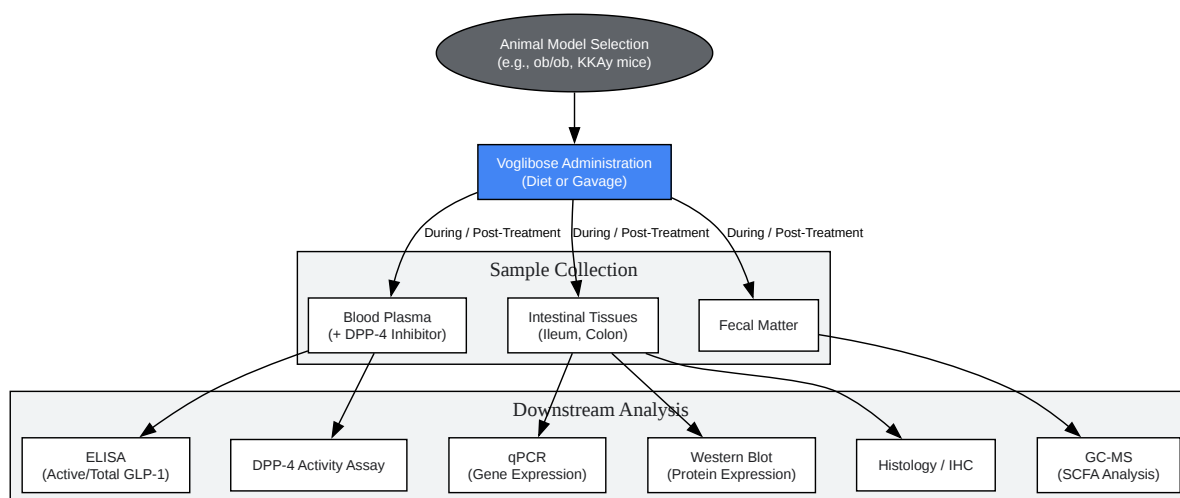 Animal Model Selection
(e.g., ob/ob, KKAy mice)
Voglibose Administration
(Diet or Gavage)
During / Post-Treatment
During / Post-Treatment
During / Post-Treatment
Sample Collection
Blood Plasma
(+ DPP-4 Inhibitor)
Intestinal Tissues
(Ileum, Colon)
Fecal Matter
Downstream Analysis
ELISA
(Active/Total GLP-1)
DPP-4 Activity Assay
qPCR
(Gene Expression)
Western Blot
(Protein Expression)
Histology / IHC
GC-MS
(SCFA Analysis)